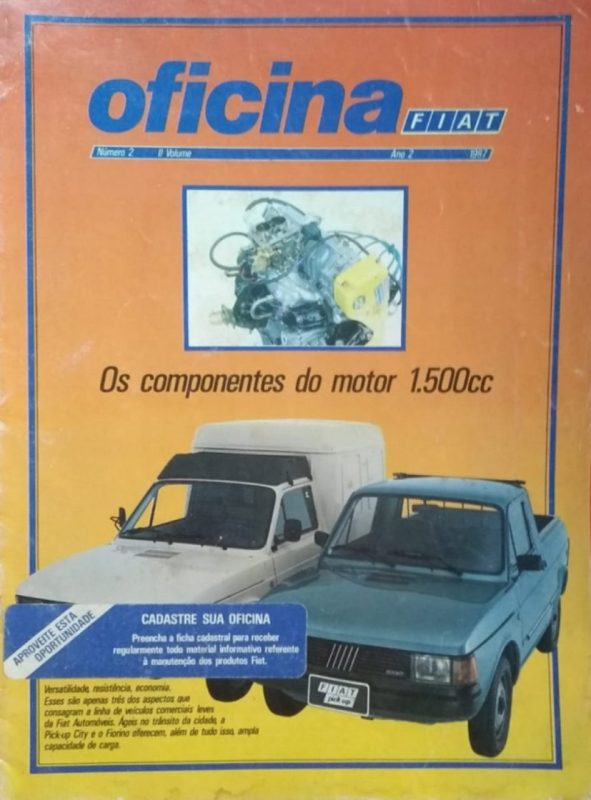 oficina FIAT
Número 2 II Volume Ano 2 1987
Os componentes do motor 1.500cc
APROVEITE ESTA
OPORTUNIDADE
CADASTRE SUA OFICINA
Preencha a ficha cadastral para receber
regularmente todo material informativo referente
à manutenção dos produtos Fiat.
FIAT
pick up
Versatilidade, resistência, economia.
Esses são apenas três dos aspectos que
consagram a linha de veículos comerciais leves
da Fiat Automóveis. Ágeis no trânsito da cidade, a
Pick-up City e o Fiorino oferecem, além de tudo isso, ampla
capacidade de carga.